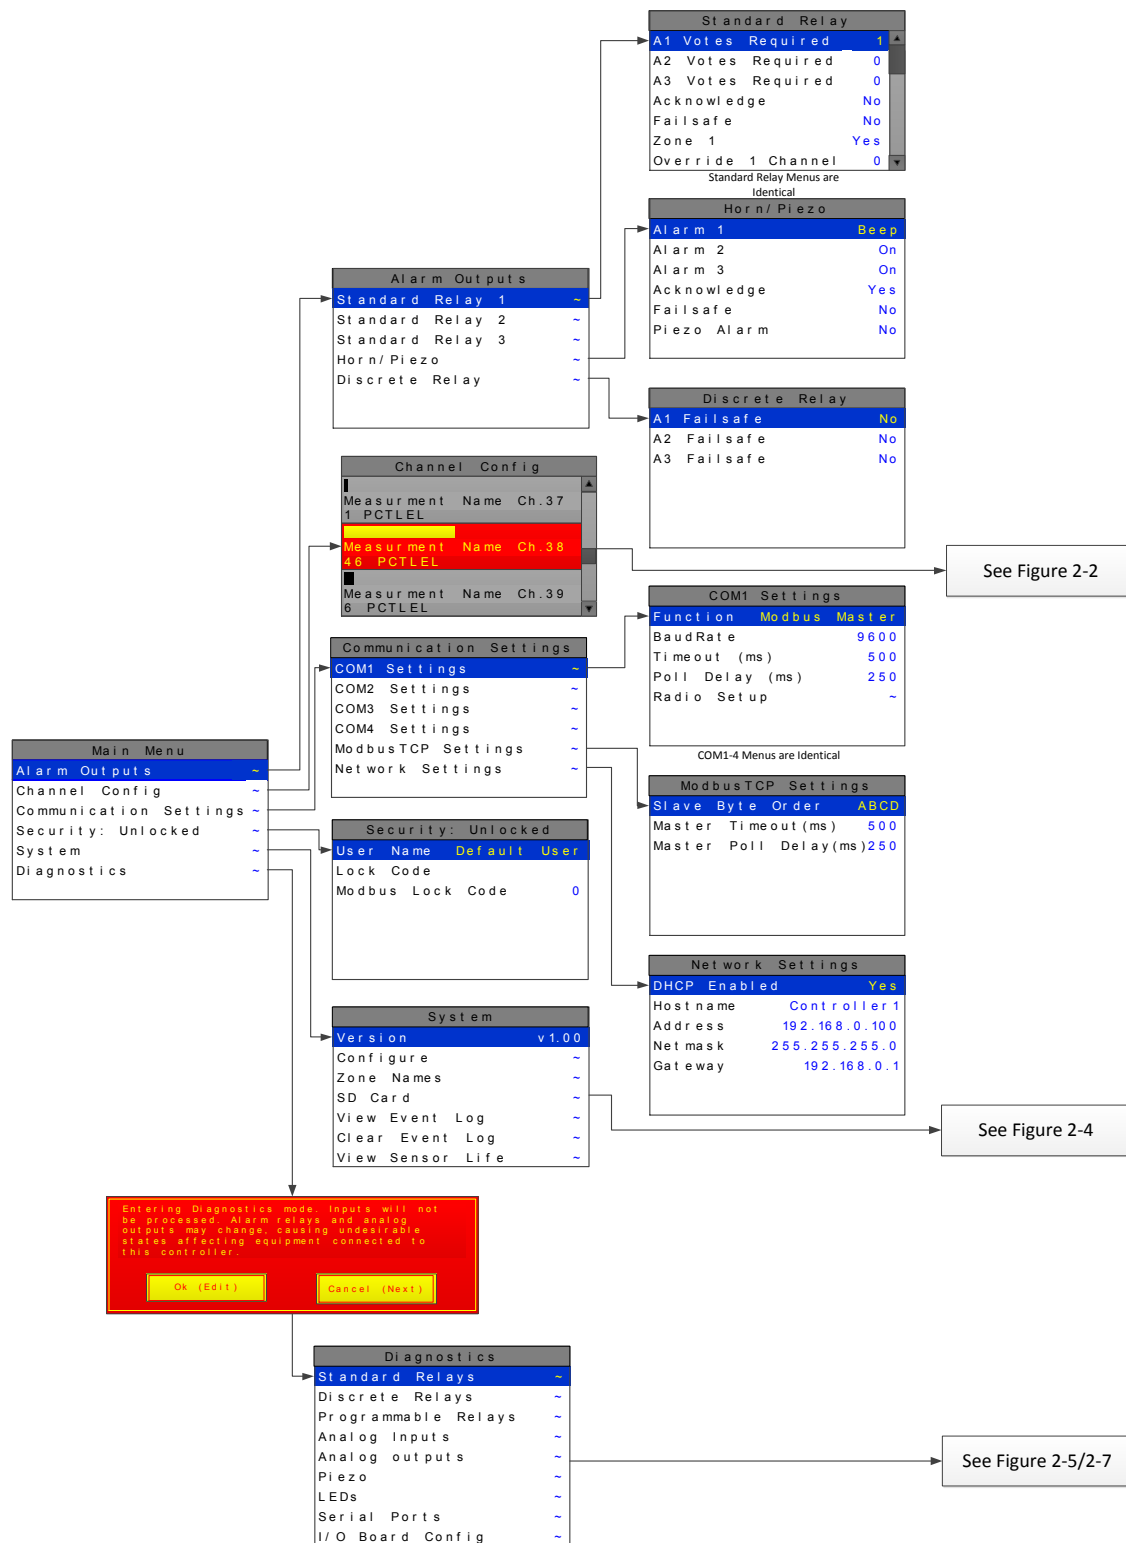 Standard Relay
A1 Votes Required 1
A2 Votes Required 0
A3 Votes Required 0
Acknowledge No
Failsafe No
Zone 1 Yes
Override 1 Channel 0
Standard Relay Menus are
Identical
Horn/Piezo
Alarm 1 Beep
Alarm 2 On
Alarm 3 On
Acknowledge Yes
Failsafe No
Piezo Alarm No
Alarm Outputs
Standard Relay 1 ~
Standard Relay 2 ~
Standard Relay 3 ~
Horn/Piezo ~
Discrete Relay ~
Discrete Relay
A1 Failsafe No
A2 Failsafe No
A3 Failsafe No
Channel Config
Measurment Name Ch.37
1 PCTLEL
Measurment Name Ch.38
46 PCTLEL
Measurment Name Ch.39
6 PCTLEL
See Figure 2-2
COM1 Settings
Function Modbus Master
BaudRate 9600
Timeout (ms) 500
Poll Delay (ms) 250
Radio Setup ~
COM1-4 Menus are Identical
Communication Settings
COM1 Settings ~
COM2 Settings ~
COM3 Settings ~
COM4 Settings ~
ModbusTCP Settings ~
Network Settings ~
Main Menu
Alarm Outputs ~
Channel Config ~
Communication Settings ~
Security: Unlocked ~
System ~
Diagnostics ~
ModbusTCP Settings
Slave Byte Order ABCD
Master Timeout(ms) 500
Master Poll Delay(ms)250
Security: Unlocked
User Name Default User
Lock Code
Modbus Lock Code 0
Network Settings
DHCP Enabled Yes
Hostname Controller1
Address 192.168.0.100
Netmask 255.255.255.0
Gateway 192.168.0.1
System
Version v1.00
Configure ~
Zone Names ~
SD Card ~
View Event Log ~
Clear Event Log ~
View Sensor Life ~
See Figure 2-4
Entering Diagnostics mode. Inputs will not
be processed. Alarm relays and analog
outputs may change, causing undesirable
states affecting equipment connected to
this controller.
Ok (Edit)
Cancel (Next)
Diagnostics
Standard Relays ~
Discrete Relays ~
Programmable Relays ~
Analog Inputs ~
Analog outputs ~
Piezo ~
LEDs ~
Serial Ports ~
I/O Board Config ~
See Figure 2-5/2-7